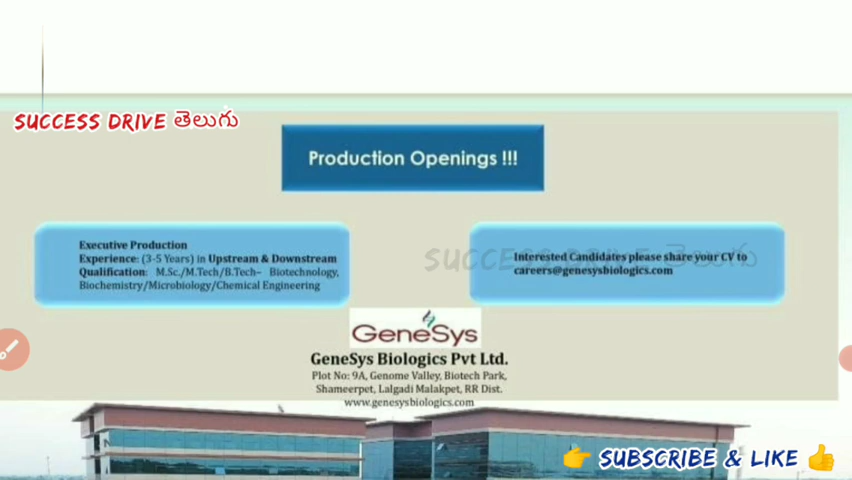 SUCCESS DRIVE తెలుగు
Production Openings !!!
Executive Production
Experience: (3-5 Years) in Upstream & Downstream
Qualification: M.Sc./M.Tech/B.Tech– Biotechnology,
Biochemistry/Microbiology/Chemical Engineering
SUCCESS DRIVE తెలుగు
Interested Candidates please share your CV to
careers@genesysbiologics.com
GeneSys
GeneSys Biologics Pvt Ltd.
Plot No: 9A, Genome Valley, Biotech Park,
Shameerpet, Lalgadi Malakpet, RR Dist.
www.genesysbiologics.com
SUBSCRIBE & LIKE